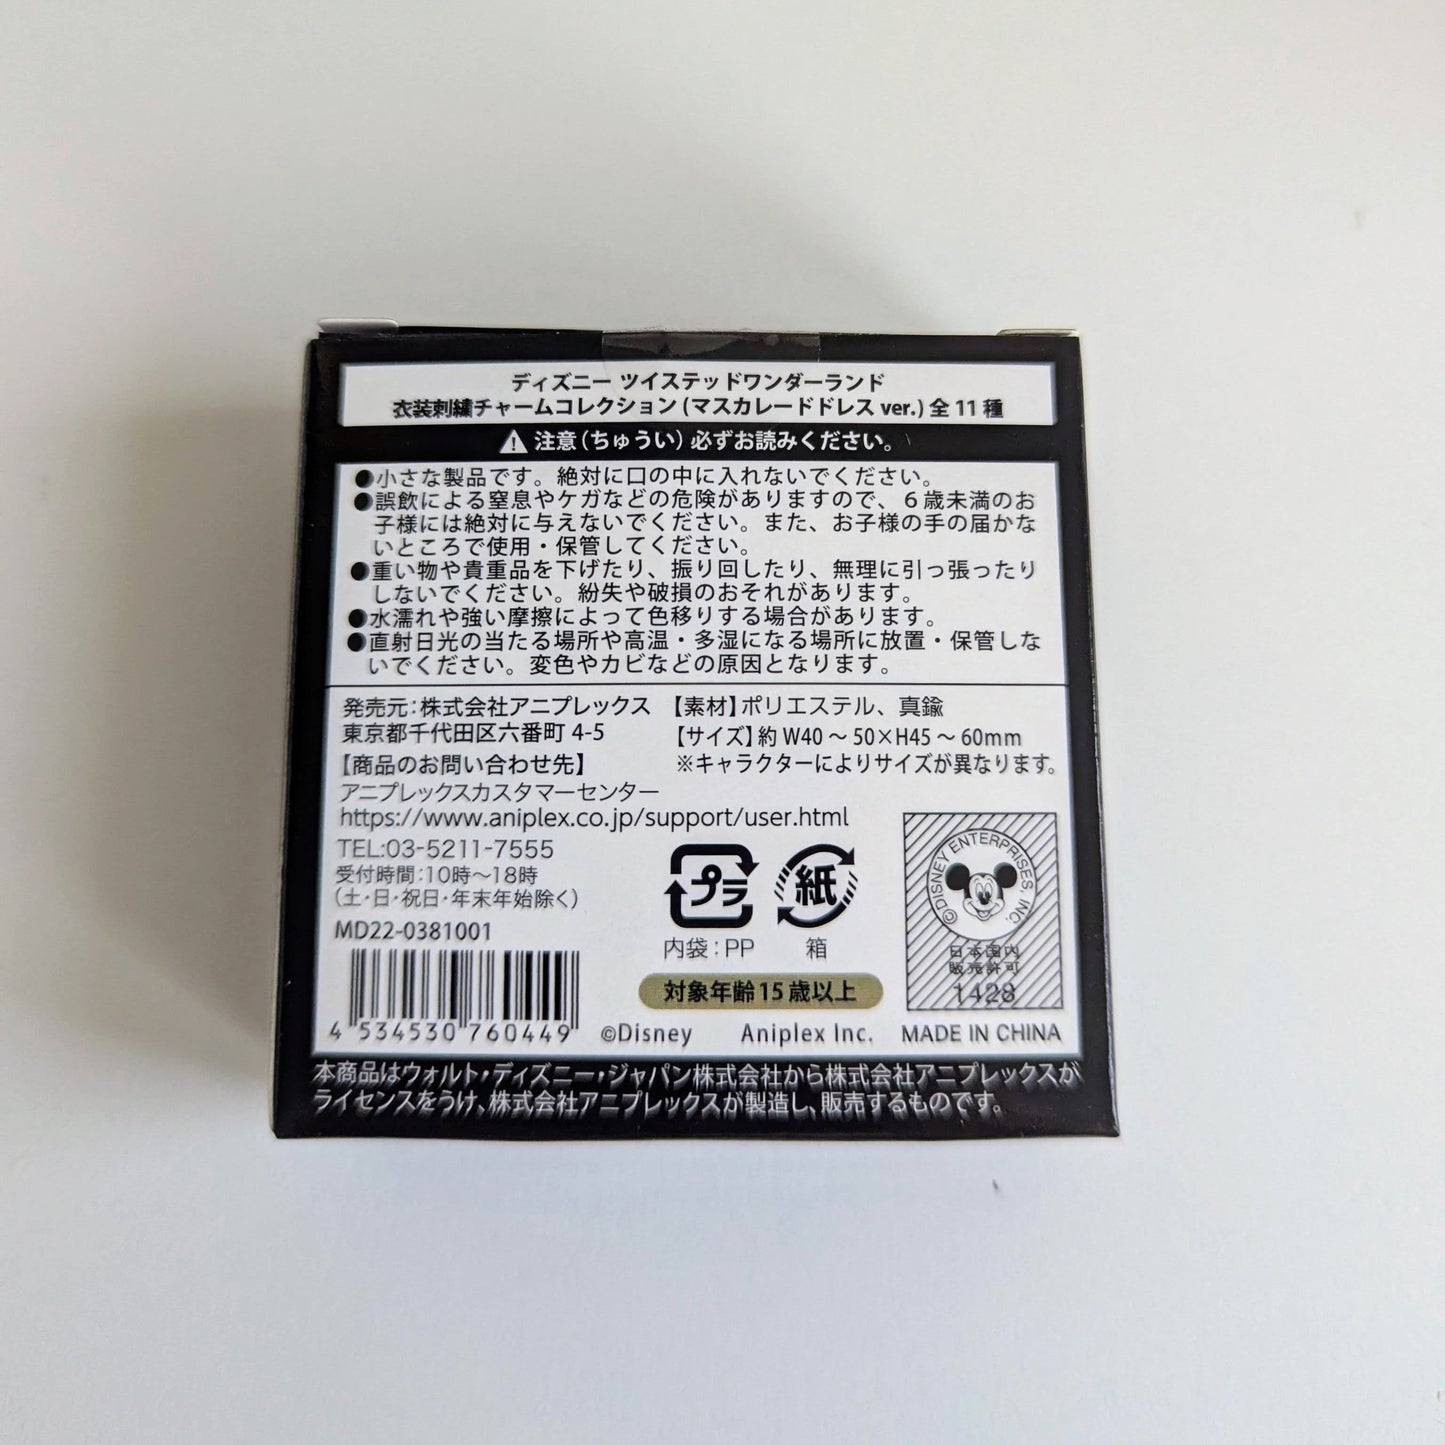 ディズニー ツイステッドワンダーランド
衣装刺繍チャームコレクション(マスカレードドレス ver.) 全11種
注意(ちゅうい)必ずお読みください。
●小さな製品です。絶対に口の中に入れないでください。
●誤飲による窒息やケガなどの危険がありますので、6歳未満のお
子様には絶対に与えないでください。また、お子様の手の届かな
いところで使用・保管してください。
●重い物や貴重品を下げたり、振り回したり、無理に引っ張ったり
しないでください。紛失や破損のおそれがあります。
●水濡れや強い摩擦によって色移りする場合があります。
●直射日光の当たる場所や高温・多湿になる場所に放置・保管しな
いでください。変色やカビなどの原因となります。
発売元:株式会社アニプレックス
東京都千代田区六番町 4-5
【商品のお問い合わせ先】
アニプレックスカスタマーセンター
https://www.aniplex.co.jp/support/user.html
TEL:03-5211-7555
受付時間:10時〜18時
(土・日・祝日・年末年始除く)
MD22-0381001
4 534530 760449
【素材】ポリエステル、真鍮
【サイズ】約 W40 〜 50×H45 〜 60mm
※キャラクターによりサイズが異なります。
プラ
内袋:PP
紙
箱
対象年齢15歳以上
©DISNEY ENTERPRISES INC.
日本国内
販売許可
1428
©Disney
Aniplex Inc.
MADE IN CHINA
本商品はウォルト・ディズニー・ジャパン株式会社から株式会社アニプレックスが
ライセンスをうけ、株式会社アニプレックスが製造し、販売するものです。